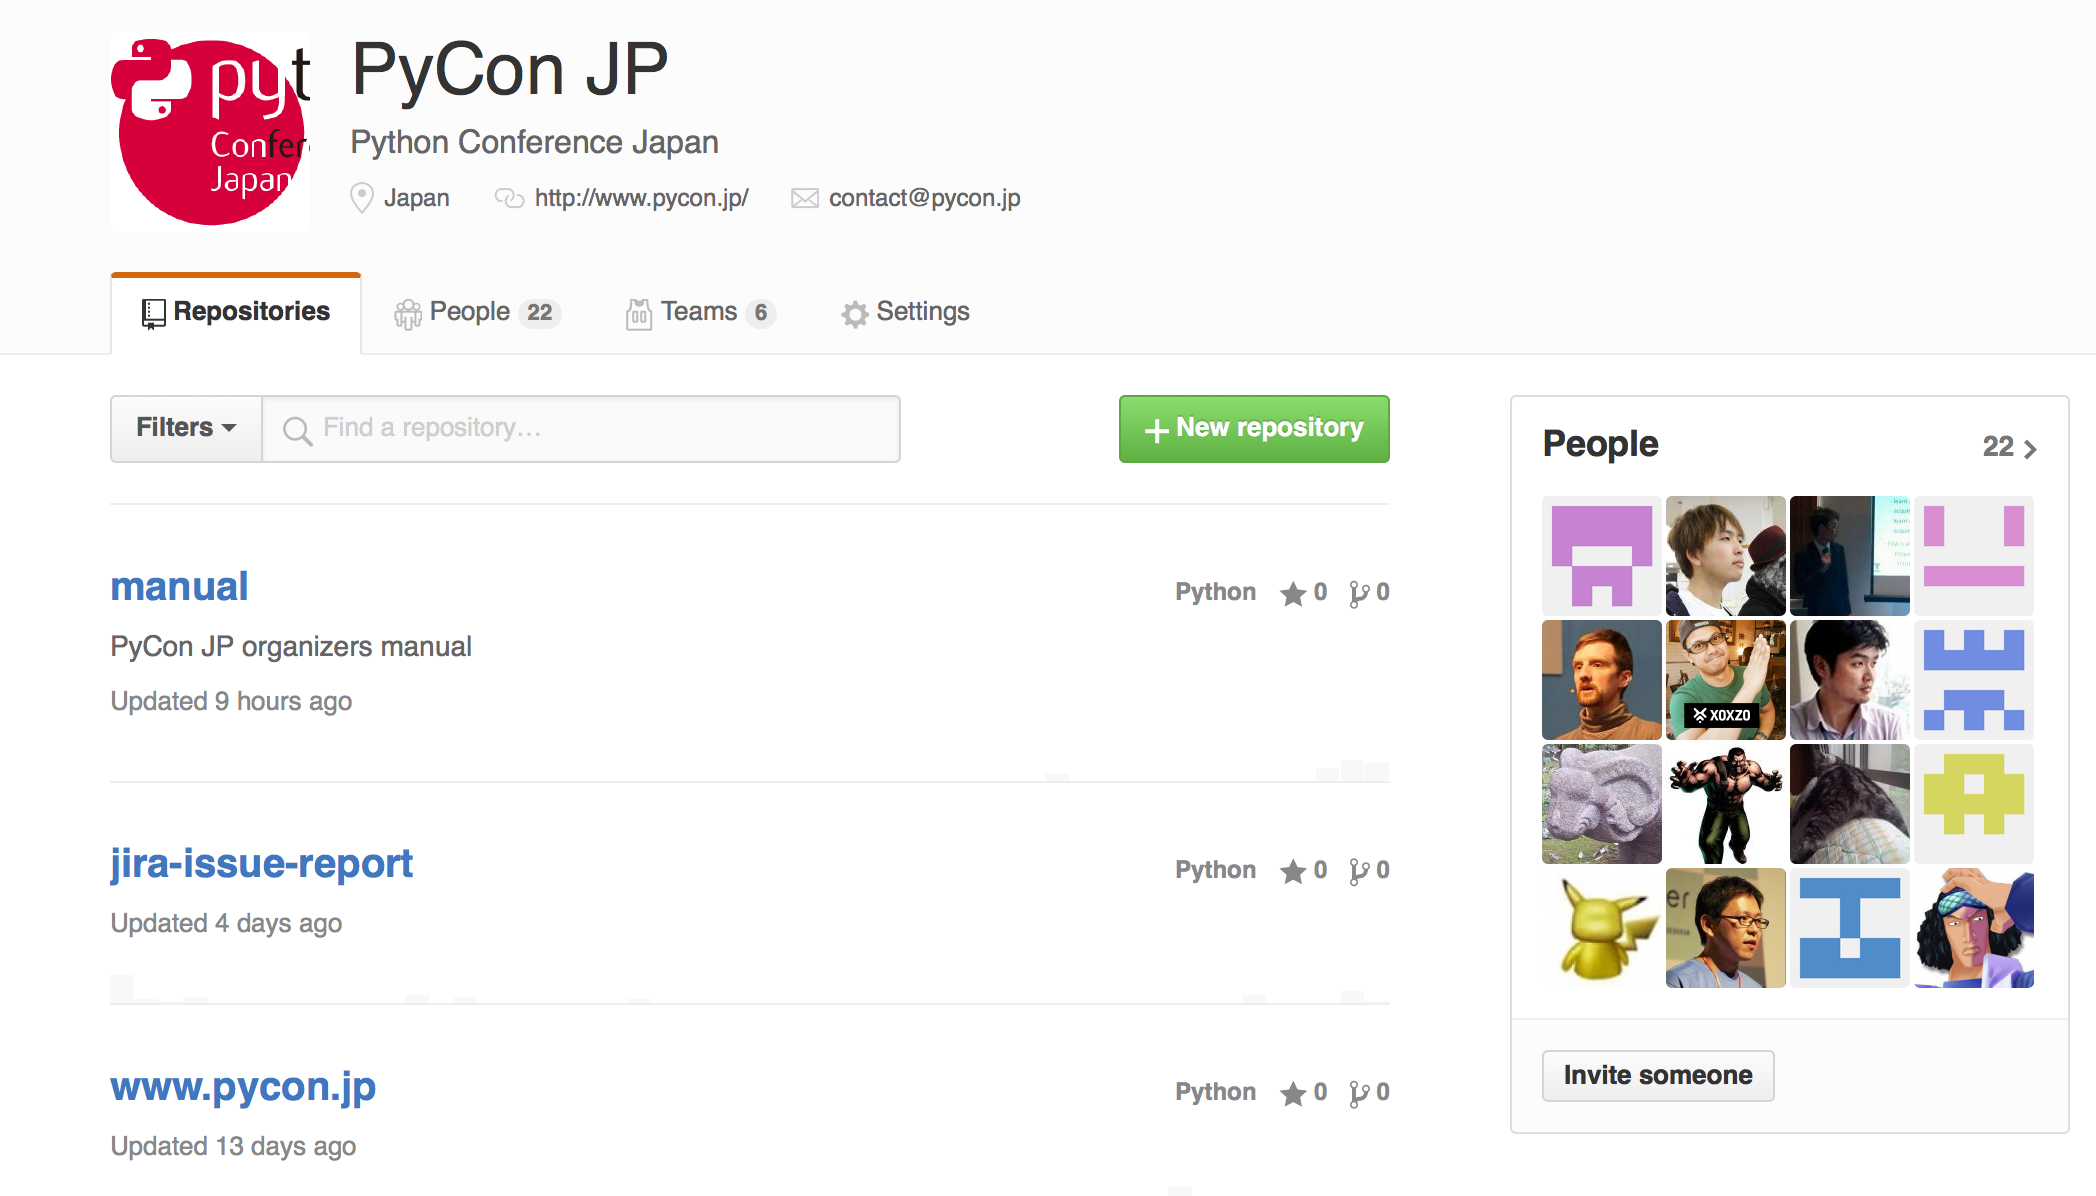 pyt
Confer
Japan
PyCon JP
Python Conference Japan
Japan http://www.pycon.jp/ contact@pycon.jp
Repositories People 22 Teams 6 Settings
Filters Find a repository… New repository
People 22
manual Python 0 0
PyCon JP organizers manual
Updated 9 hours ago
XOXZO
jira-issue-report Python 0 0
Updated 4 days ago
er
www.pycon.jp Python 0 0
Updated 13 days ago
Invite someone